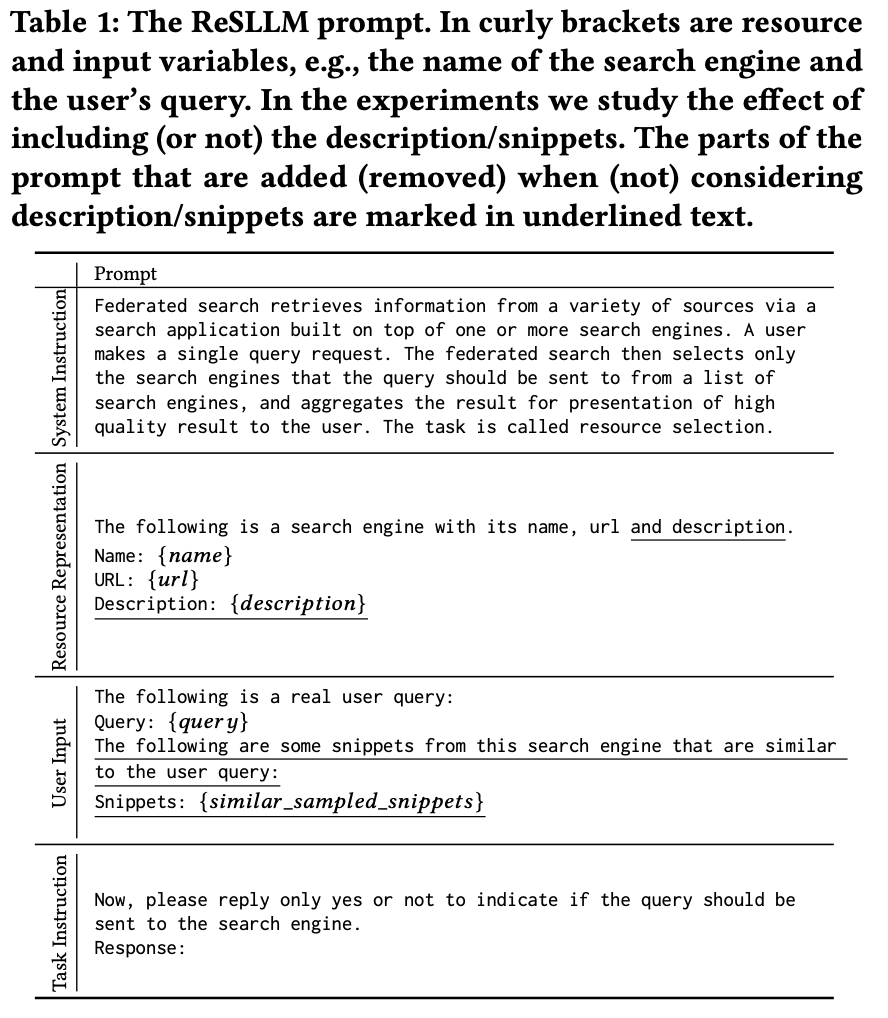 Table 1: The ReSLLM prompt. In curly brackets are resource
and input variables, e.g., the name of the search engine and
the user's query. In the experiments we study the effect of
including (or not) the description/snippets. The parts of the
prompt that are added (removed) when (not) considering
description/snippets are marked in underlined text.
Prompt
System Instruction
Federated search retrieves information from a variety of sources via a
search application built on top of one or more search engines. A user
makes a single query request. The federated search then selects only
the search engines that the query should be sent to from a list of
search engines, and aggregates the result for presentation of high
quality result to the user. The task is called resource selection.
Resource Representation
The following is a search engine with its name, url and description.
Name: {name}
URL: {url}
Description: {description}
User Input
The following is a real user query:
Query: {query}
The following are some snippets from this search engine that are similar
to the user query:
Snippets: {similar_sampled_snippets}
Task Instruction
Now, please reply only yes or not to indicate if the query should be
sent to the search engine.
Response: